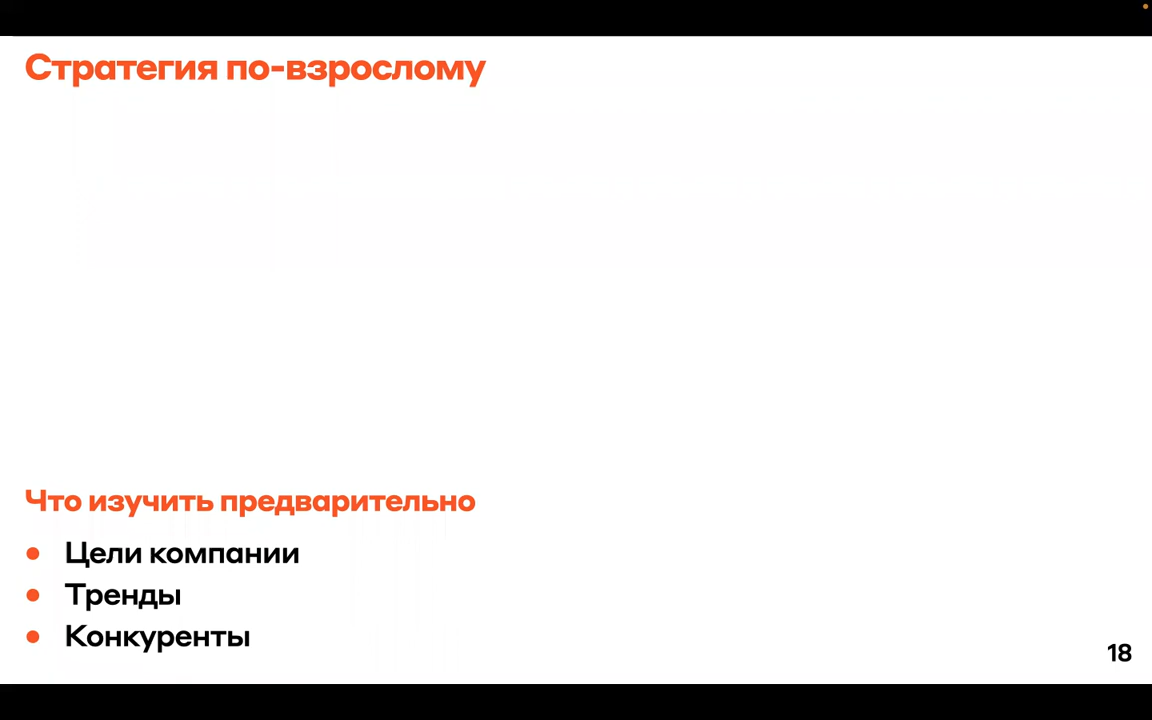 Стратегия по-взрослому
Что изучить предварительно
● Цели компании
● Тренды
● Конкуренты
18